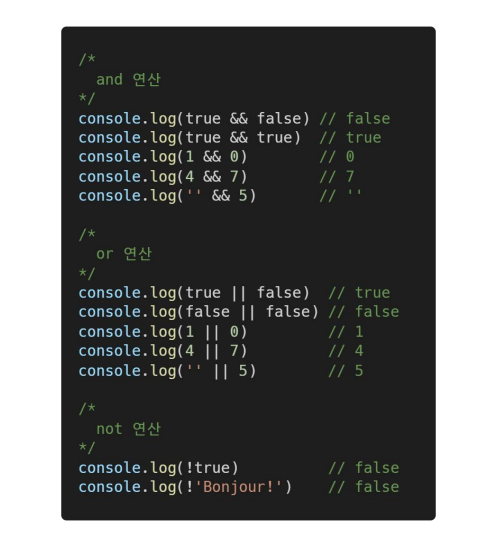 /*
  and 연산
*/
console.log(true && false) // false
console.log(true && true)  // true
console.log(1 && 0)        // 0
console.log(4 && 7)        // 7
console.log('' && 5)       // ''
/*
  or 연산
*/
console.log(true || false)  // true
console.log(false || false) // false
console.log(1 || 0)         // 1
console.log(4 || 7)         // 4
console.log('' || 5)        // 5
/*
  not 연산
*/
console.log(!true)          // false
console.log(!'Bonjour!')    // false